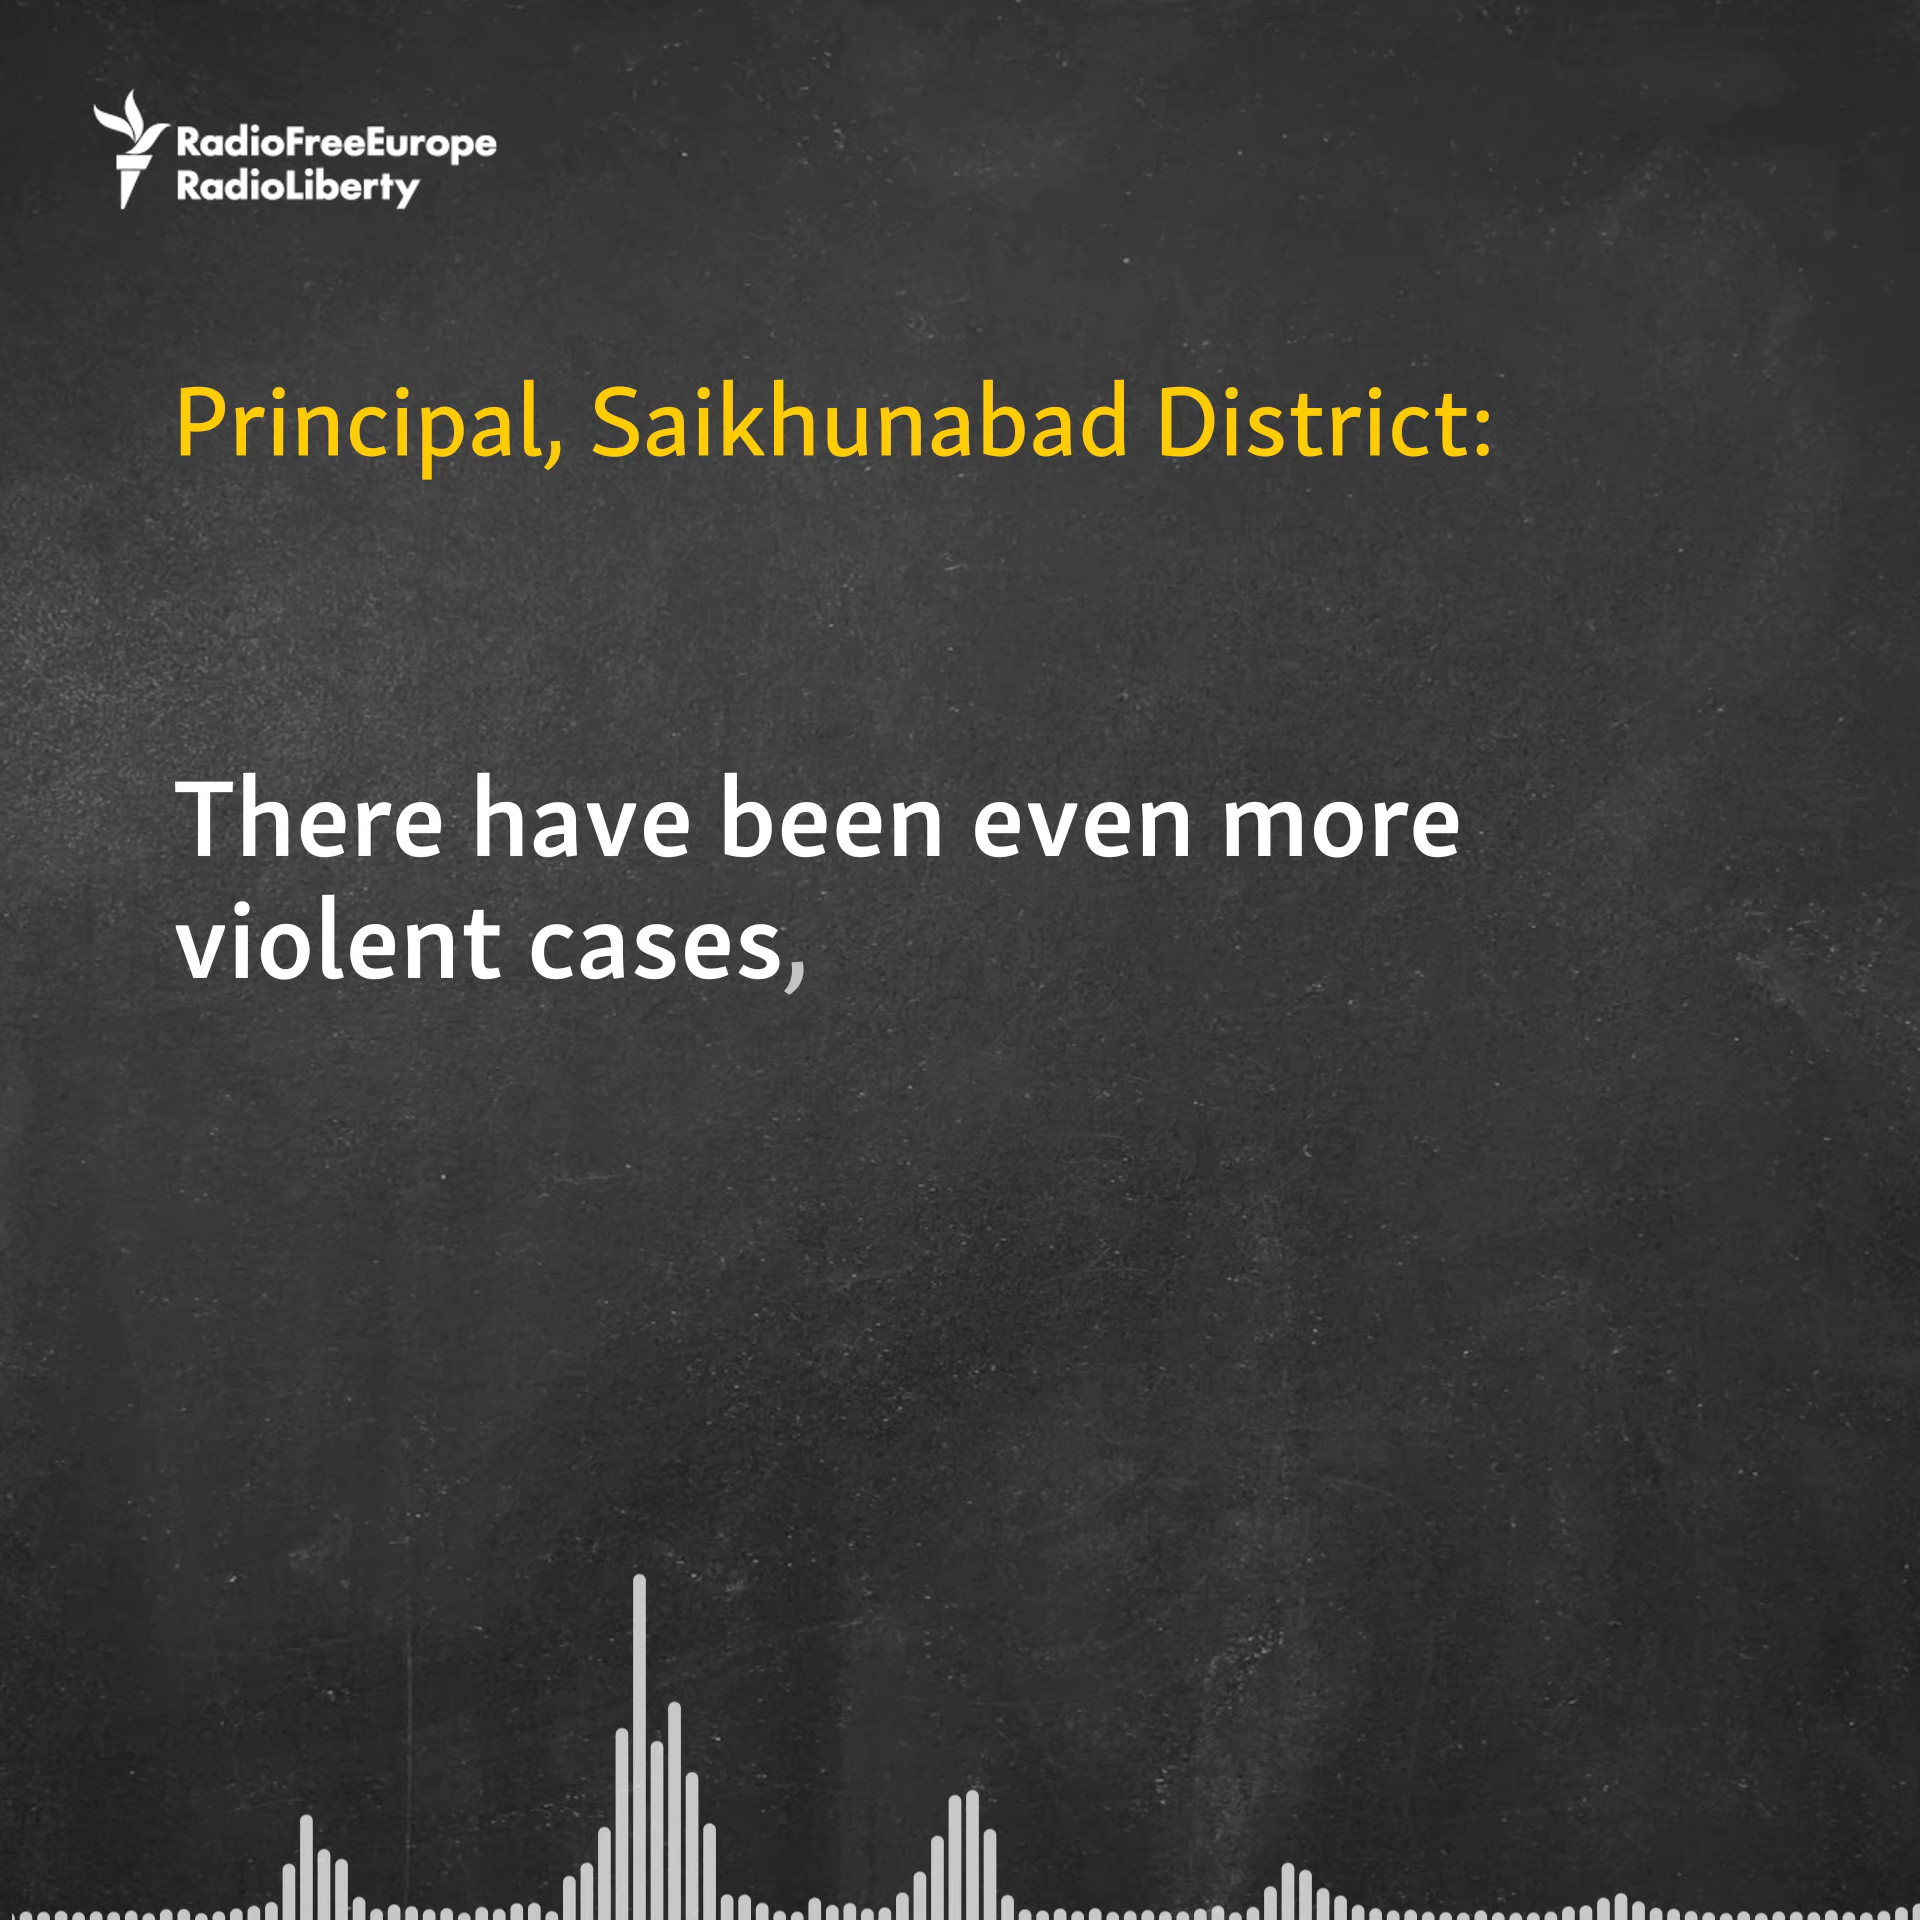 RadioFreeEurope
RadioLiberty
Principal, Saikhunabad District:
There have been even more
violent cases,